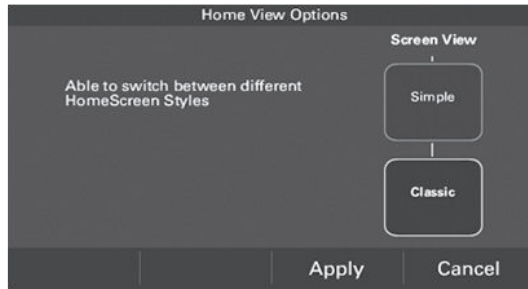 Home View Options
Screen View
Able to switch between different
HomeScreen Styles
Simple
Classic
Apply
Cancel